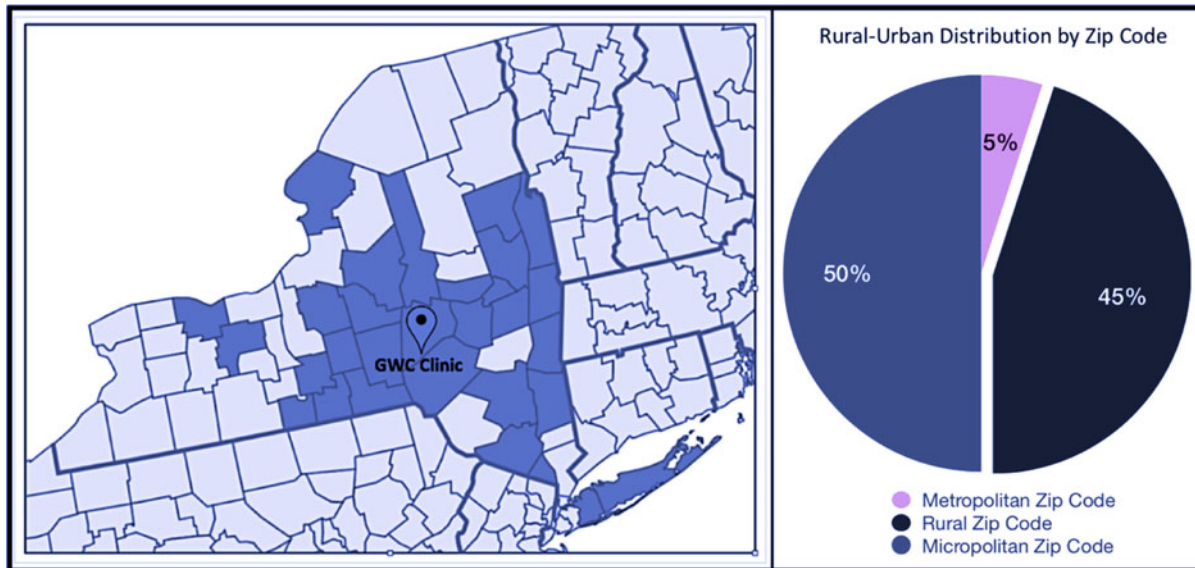 GWC Clinic
Rural-Urban Distribution by Zip Code
5%
50%
45%
Metropolitan Zip Code
Rural Zip Code
Micropolitan Zip Code